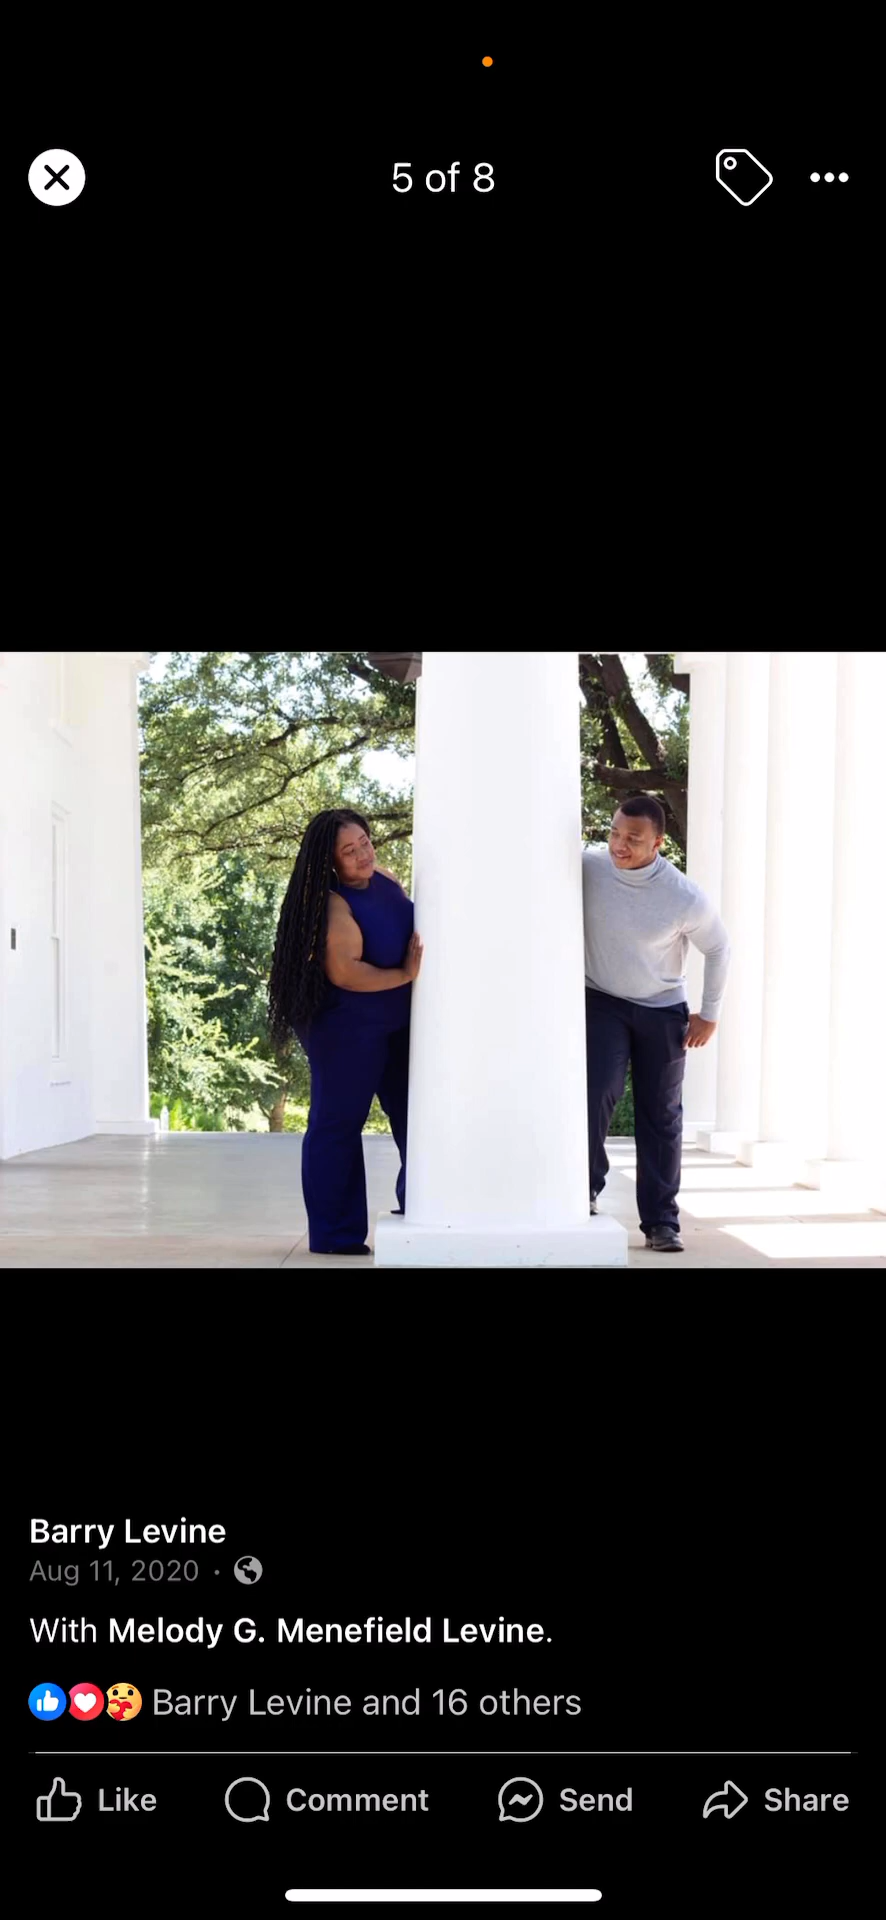 5 of 8
Barry Levine
Aug 11, 2020 ·
With Melody G. Menefield Levine.
Barry Levine and 16 others
Like Comment Send Share